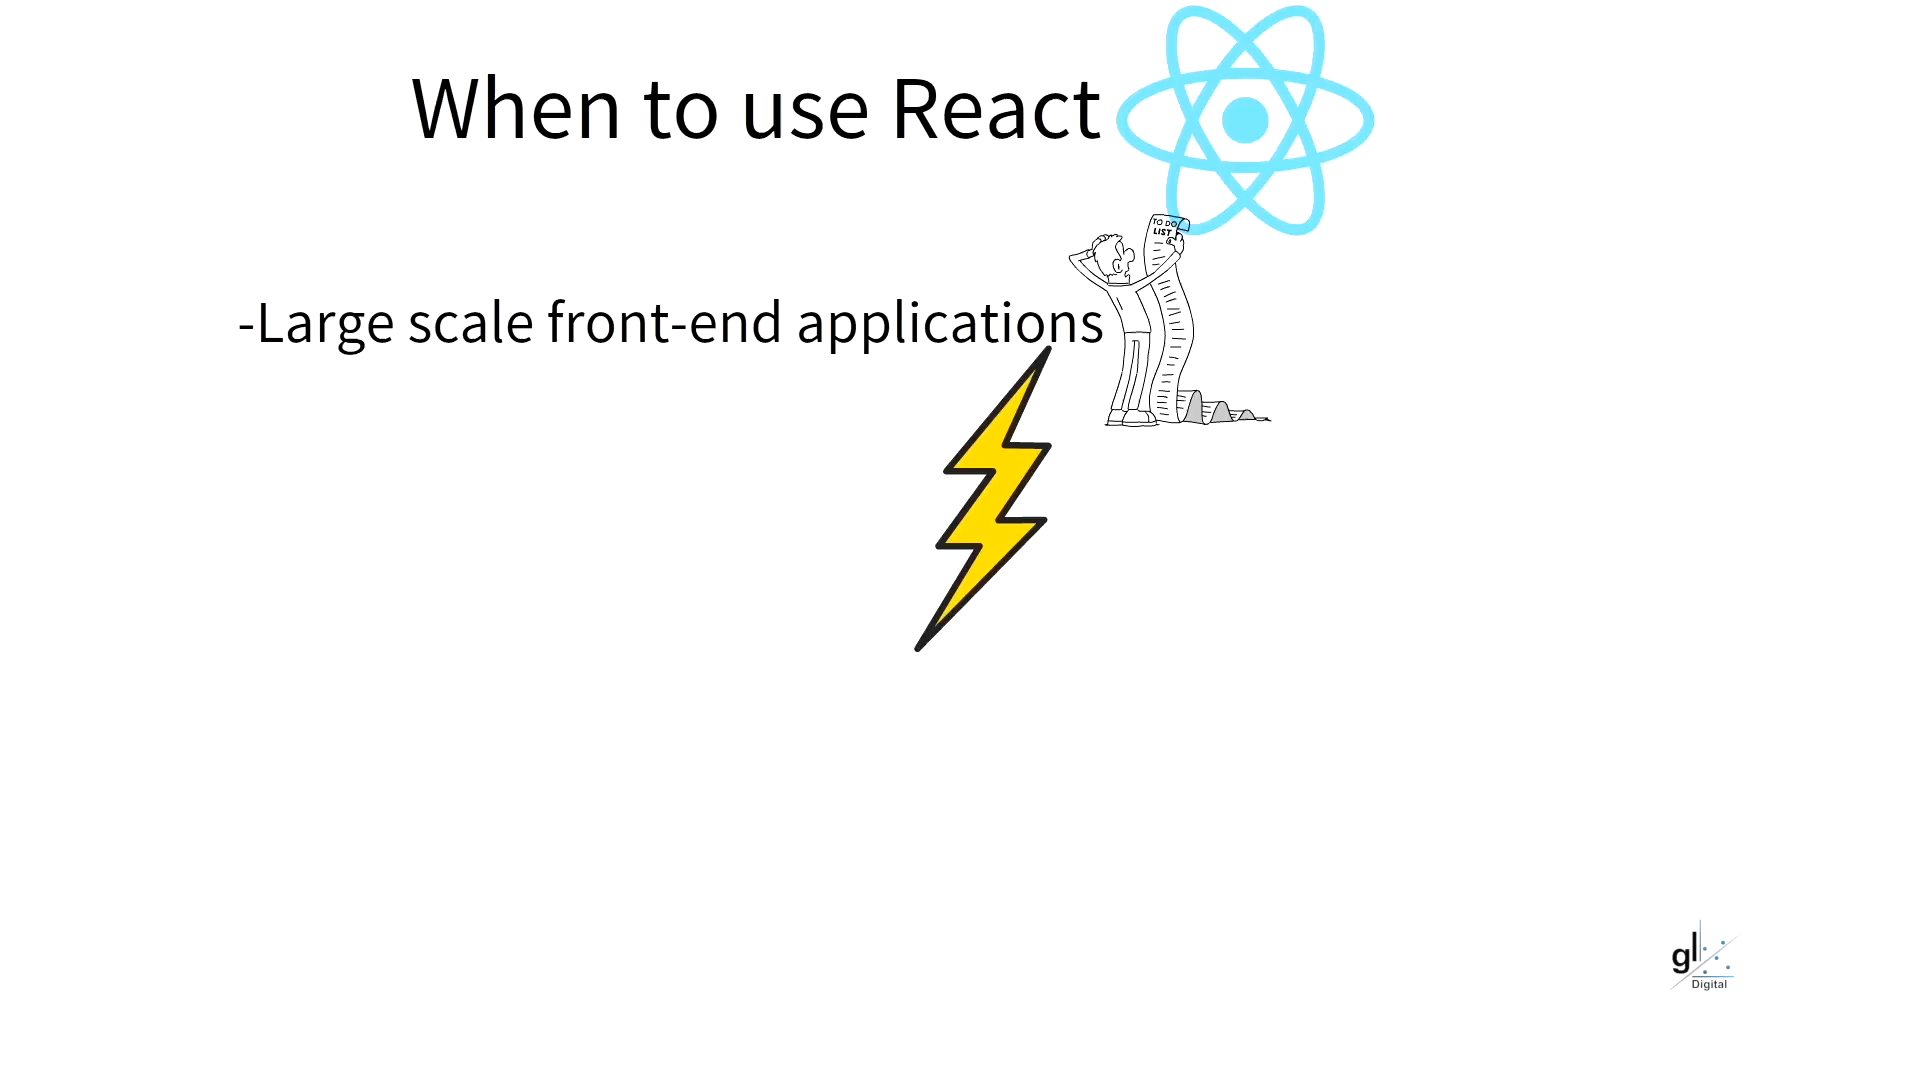 When to use React
TO DO
LIST
-Large scale front-end applications
gl
Digital